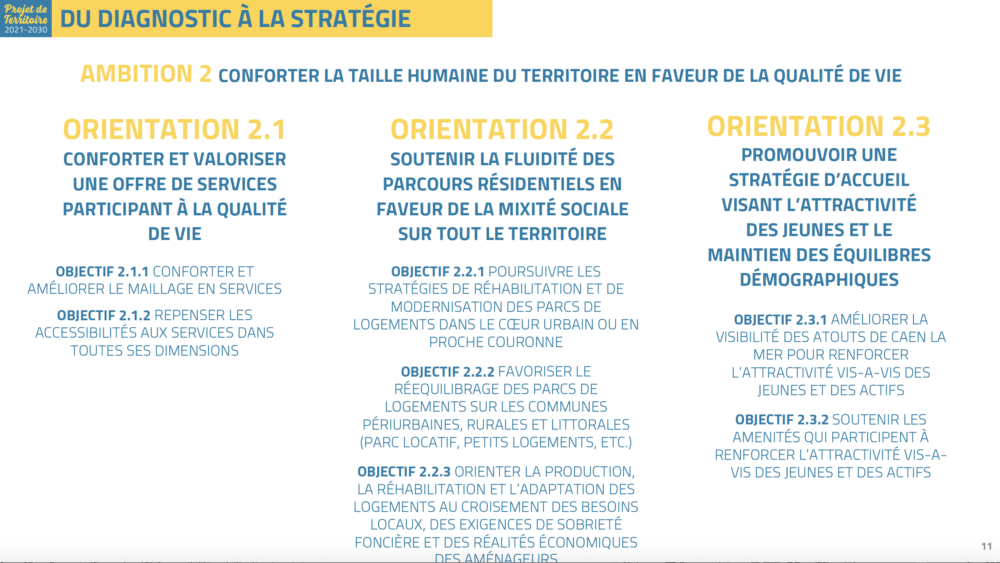 Projet de
Territoire
2021-2030
DU DIAGNOSTIC À LA STRATÉGIE
AMBITION 2 CONFORTER LA TAILLE HUMAINE DU TERRITOIRE EN FAVEUR DE LA QUALITÉ DE VIE
ORIENTATION 2.1
CONFORTER ET VALORISER
UNE OFFRE DE SERVICES
PARTICIPANT À LA QUALITÉ
DE VIE
OBJECTIF 2.1.1 CONFORTER ET
AMÉLIORER LE MAILLAGE EN SERVICES
OBJECTIF 2.1.2 REPENSER LES
ACCESSIBILITÉS AUX SERVICES DANS
TOUTES SES DIMENSIONS
ORIENTATION 2.2
SOUTENIR LA FLUIDITÉ DES
PARCOURS RÉSIDENTIELS EN
FAVEUR DE LA MIXITÉ SOCIALE
SUR TOUT LE TERRITOIRE
OBJECTIF 2.2.1 POURSUIVRE LES
STRATÉGIES DE RÉHABILITATION ET DE
MODERNISATION DES PARCS DE
LOGEMENTS DANS LE CŒUR URBAIN OU EN
PROCHE COURONNE
OBJECTIF 2.2.2 FAVORISER LE
RÉEQUILIBRAGE DES PARCS DE
LOGEMENTS SUR LES COMMUNES
PÉRIURBAINES, RURALES ET LITTORALES
(PARC LOCATIF, PETITS LOGEMENTS, ETC.)
OBJECTIF 2.2.3 ORIENTER LA PRODUCTION,
LA RÉHABILITATION ET L'ADAPTATION DES
LOGEMENTS AU CROISEMENT DES BESOINS
LOCAUX, DES EXIGENCES DE SOBRIETÉ
FONCIÈRE ET DES RÉALITÉS ÉCONOMIQUES
DES AMÉNAGEURS
ORIENTATION 2.3
PROMOUVOIR UNE
STRATÉGIE D'ACCUEIL
VISANT L'ATTRACTIVITÉ
DES JEUNES ET LE
MAINTIEN DES ÉQUILIBRES
DÉMOGRAPHIQUES
OBJECTIF 2.3.1 AMÉLIORER LA
VISIBILITÉ DES ATOUTS DE CAEN LA
MER POUR RENFORCER
L'ATTRACTIVITÉ VIS-A-VIS DES
JEUNES ET DES ACTIFS
OBJECTIF 2.3.2 SOUTENIR LES
AMENITÉS QUI PARTICIPENT À
RENFORCER L'ATTRACTIVITÉ VIS-A-
VIS DES JEUNES ET DES ACTIFS
11